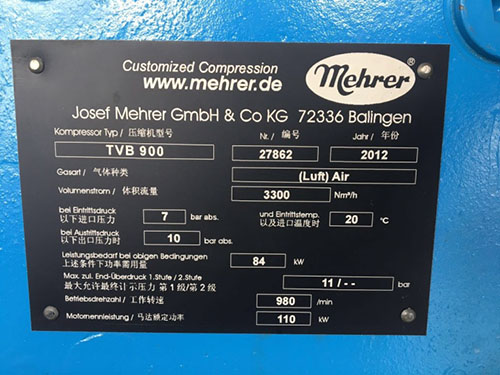 Customized Compression
www.mehrer.de
Mehrer ®
Josef Mehrer GmbH & Co KG 72336 Balingen
Kompressor Typ / 压缩机型号 Nr. / 编号 Jahr / 年份
TVB 900 27862 2012
Gasart / 气体种类 (Luft) Air
Volumenstrom / 体积流量 3300 Nm³/h
bei Eintrittsdruck und Eintrittstemp.
以下进口压力 7 bar abs. 以及进口温度时 20 °C
bei Austrittsdruck
以下出口压力时 10 bar abs.
Leistungsbedarf bei obigen Bedingungen
上述条件下功率需用量 84 kW
Max. zul. End-Überdruck 1.Stufe / 2.Stufe
最大允许最终计示压力 第1级/第2级 11 / - - bar
Betriebsdrehzahl / 工作转速 980 /min
Motornennleistung / 马达额定功率 110 kW